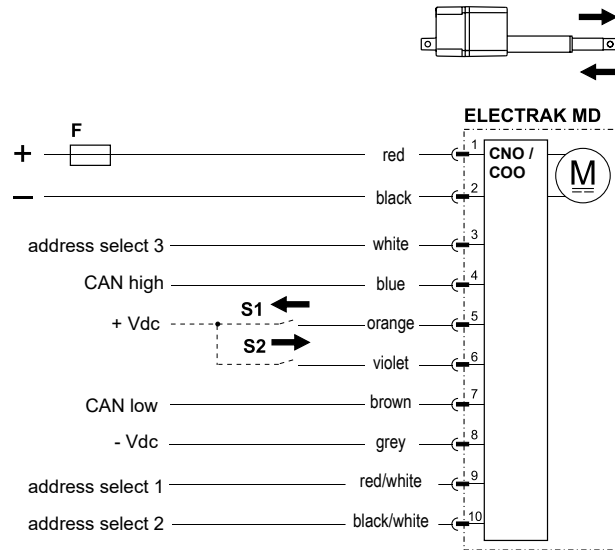 ELECTRAK MD
F
+ red 1 CNO / COO M
– black 2
address select 3 white 3
CAN high blue 4
S1
+ Vdc orange 5
S2
violet 6
CAN low brown 7
- Vdc grey 8
address select 1 red/white 9
address select 2 black/white 10